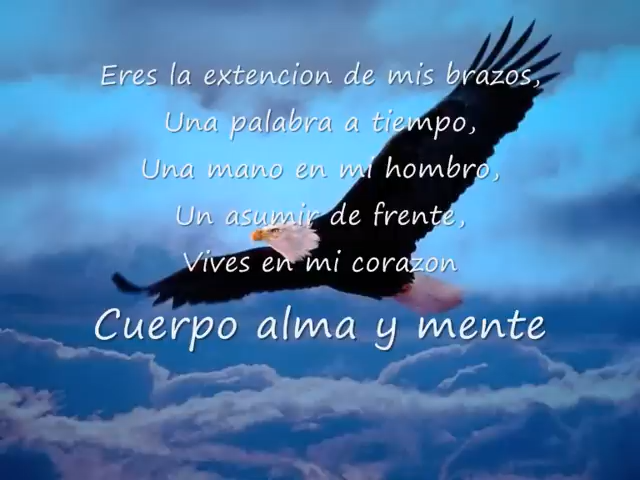 Eres la extencion de mis brazos,
Una palabra a tiempo,
Una mano en mi hombro,
Un asumir de frente,
Vives en mi corazon
Cuerpo alma y mente